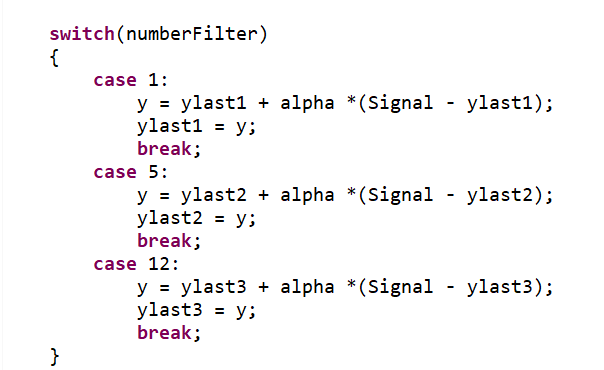 switch(numberFilter)
{
    case 1:
        y = ylast1 + alpha *(Signal - ylast1);
        ylast1 = y;
        break;
    case 5:
        y = ylast2 + alpha *(Signal - ylast2);
        ylast2 = y;
        break;
    case 12:
        y = ylast3 + alpha *(Signal - ylast3);
        ylast3 = y;
        break;
}